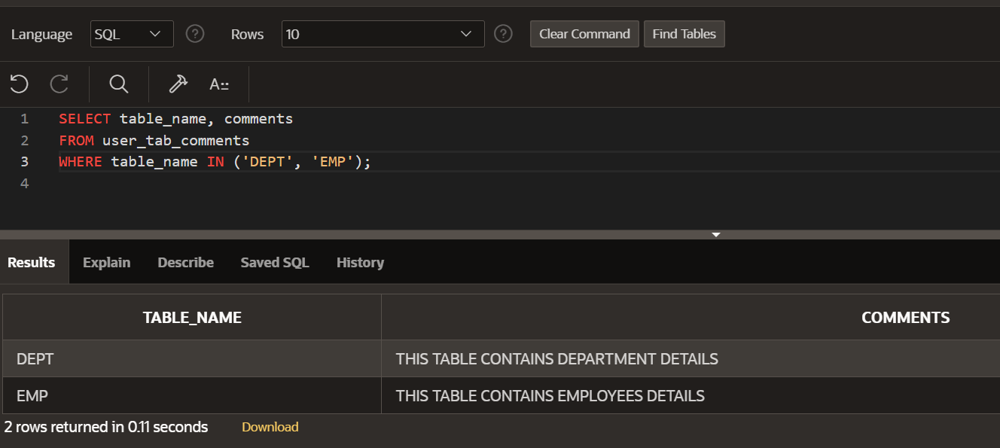 Language SQL Rows 10 Clear Command Find Tables
A::
1 SELECT table_name, comments
2 FROM user_tab_comments
3 WHERE table_name IN ('DEPT', 'EMP');
4
Results Explain Describe Saved SQL History
TABLE_NAME COMMENTS
DEPT THIS TABLE CONTAINS DEPARTMENT DETAILS
EMP THIS TABLE CONTAINS EMPLOYEES DETAILS
2 rows returned in 0.11 seconds Download